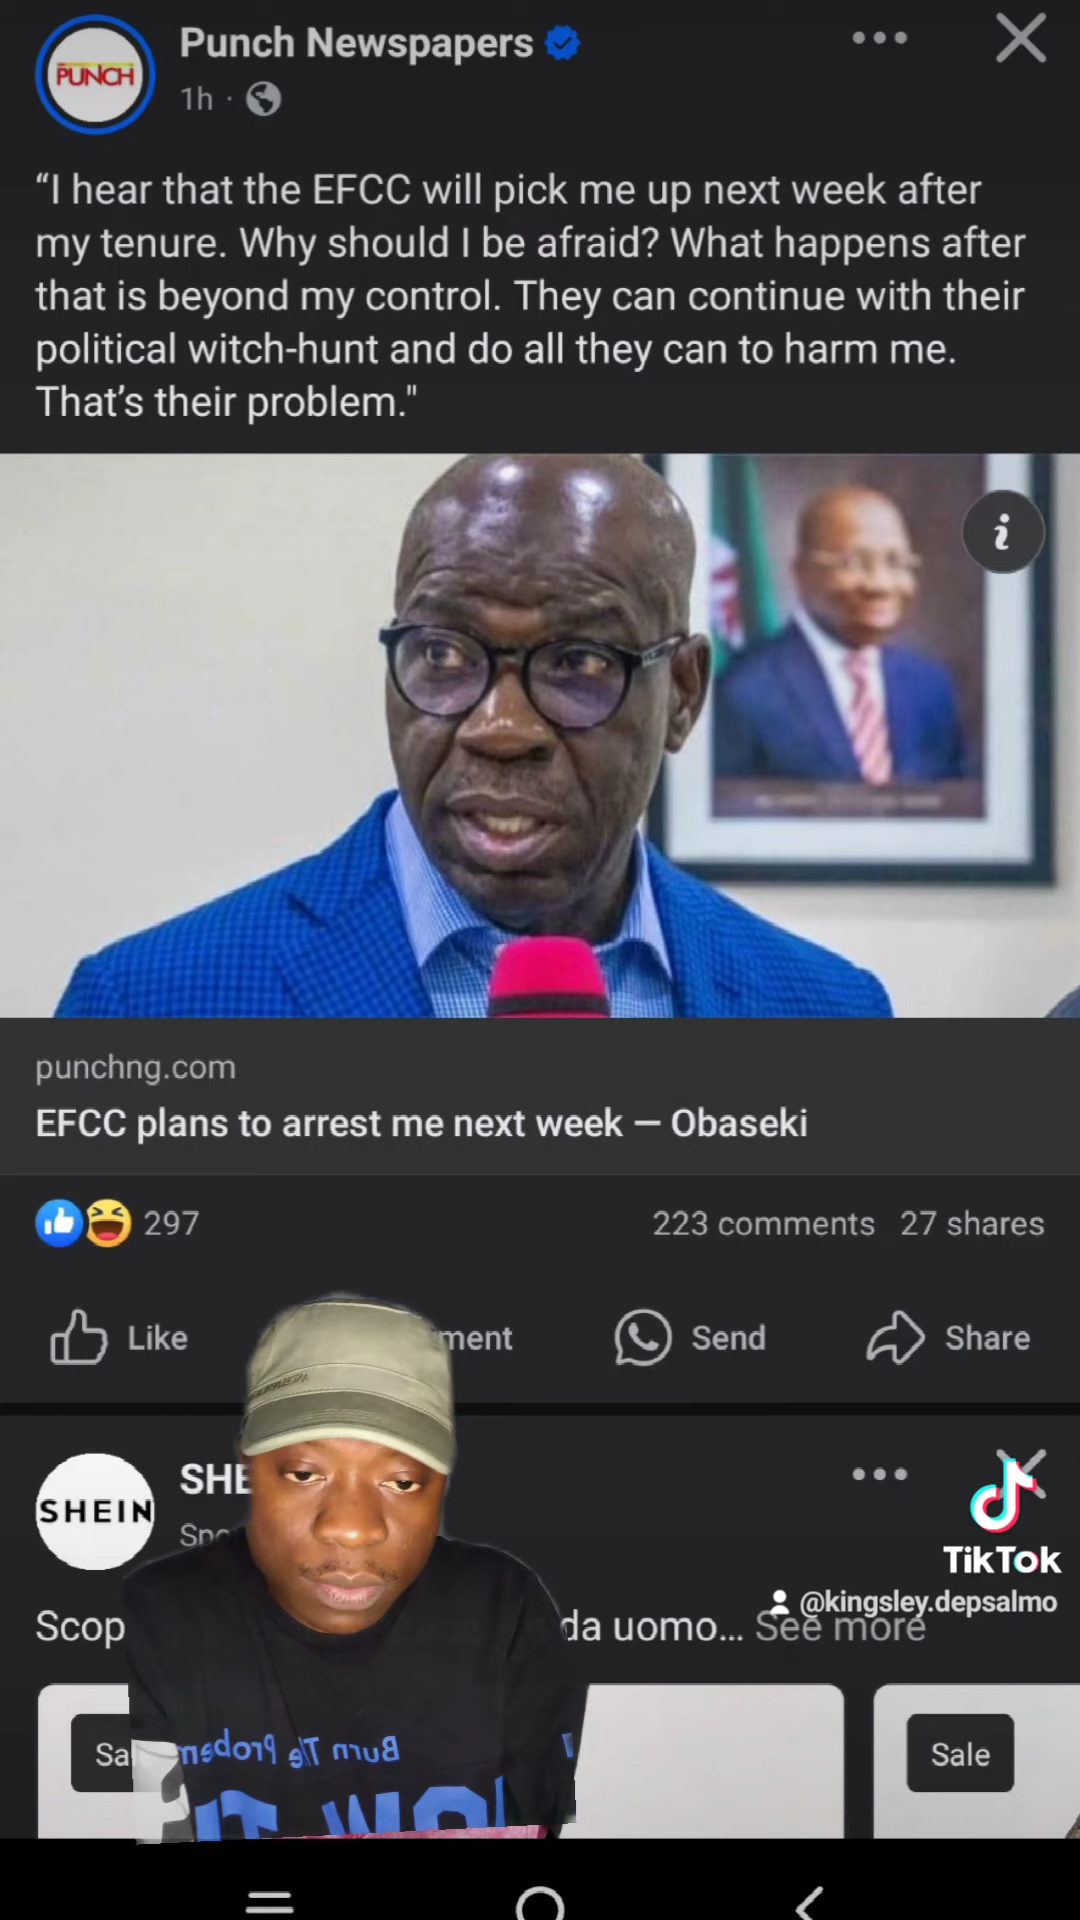 PUNCH
Punch Newspapers
1h
“I hear that the EFCC will pick me up next week after
my tenure. Why should I be afraid? What happens after
that is beyond my control. They can continue with their
political witch-hunt and do all they can to harm me.
That’s their problem."
i
punchng.com
EFCC plans to arrest me next week — Obaseki
297
223 comments 27 shares
Like
ment
Send
Share
SHEIN
SHE
Spo
TikTok
@kingsley.depsalmo
Scop
da uomo... See more
Burn The Problem
Sa
Sale